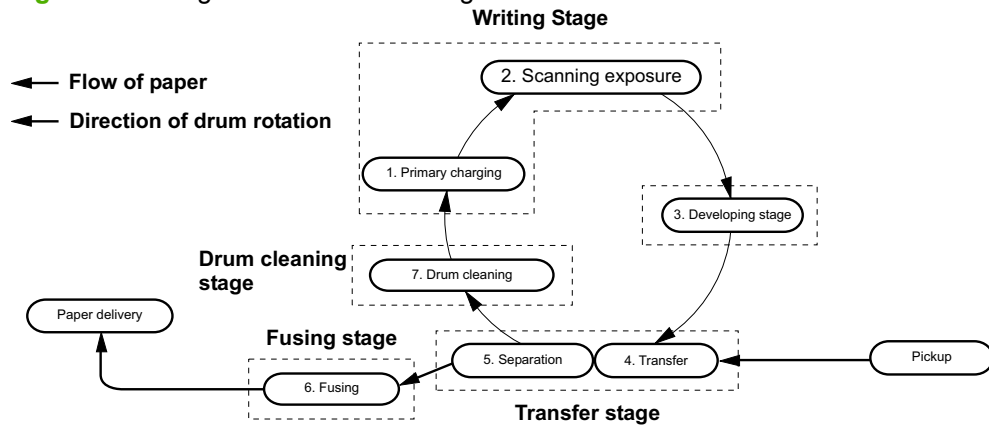 Writing Stage
2. Scanning exposure
Flow of paper
Direction of drum rotation
1. Primary charging
3. Developing stage
Drum cleaning
stage
7. Drum cleaning
Paper delivery
Fusing stage
5. Separation
4. Transfer
Pickup
6. Fusing
Transfer stage